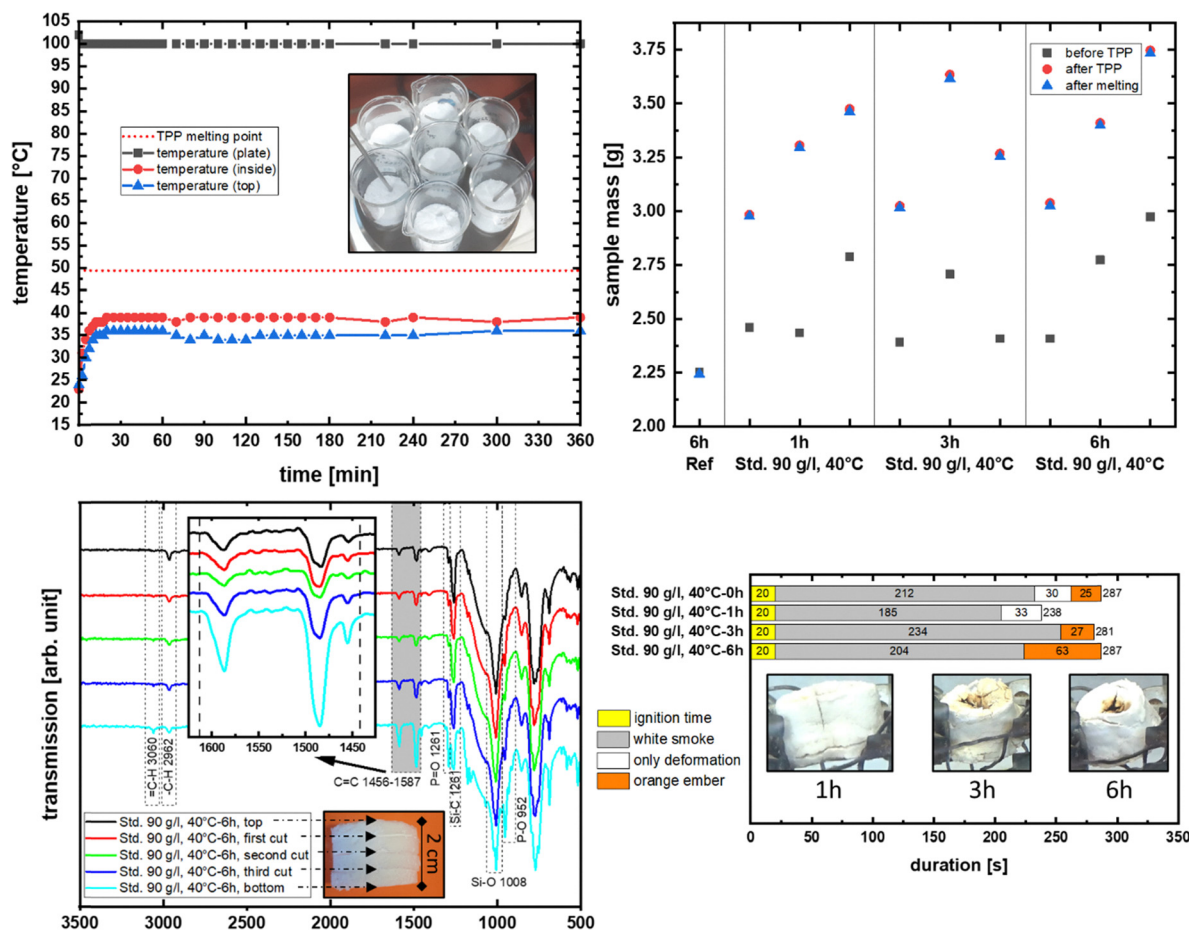 105
100
95
90
85
80
75
70
65
60
55
50
45
40
35
30
25
20
15
temperature [°C]
TPP melting point
temperature (plate)
temperature (inside)
temperature (top)
0 30 60 90 120 150 180 210 240 270 300 330 360
time [min]
3.75
3.50
3.25
3.00
2.75
2.50
2.25
2.00
sample mass [g]
before TPP
after TPP
after melting
6h 1h 3h 6h
Ref Std. 90 g/l, 40°C Std. 90 g/l, 40°C Std. 90 g/l, 40°C
transmission [arb. unit]
1600 1550 1500 1450
=C-H 3060
-C-H 2962
C=C 1456-1587
P=O 1261
Si-C 1261
P-O 952
Si-O 1008
Std. 90 g/l, 40°C-6h, top
Std. 90 g/l, 40°C-6h, first cut
Std. 90 g/l, 40°C-6h, second cut
Std. 90 g/l, 40°C-6h, third cut
Std. 90 g/l, 40°C-6h, bottom
2 cm
3500 3000 2500 2000 1500 1000 500
Std. 90 g/l, 40°C-0h 20 212 30 25 287
Std. 90 g/l, 40°C-1h 20 185 33 238
Std. 90 g/l, 40°C-3h 20 234 27 281
Std. 90 g/l, 40°C-6h 20 204 63 287
ignition time
white smoke
only deformation
orange ember
1h 3h 6h
0 50 100 150 200 250 300 350
duration [s]